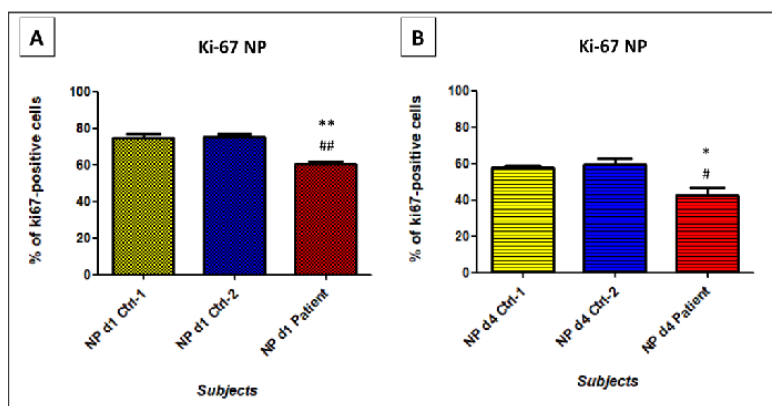 A
Ki-67 NP
% of ki67-positive cells
100
80
60
40
20
0
**
##
NP d1 Ctrl-1
NP d1 Ctrl-2
NP d1 Patient
Subjects
B
Ki-67 NP
% of ki67-positive cells
100
80
60
40
20
0
*
#
NP d4 Ctrl-1
NP d4 Ctrl-2
NP d4 Patient
Subjects